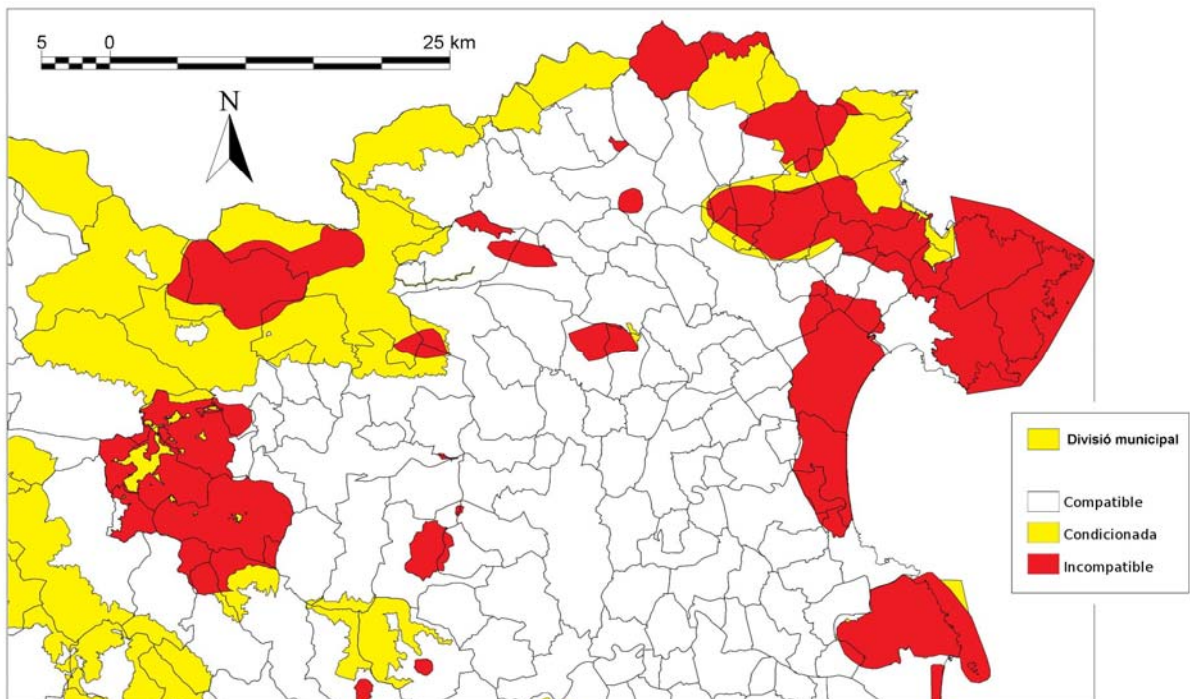 5 0 25 km
N
Divisió municipal
Compatible
Condicionada
Incompatible